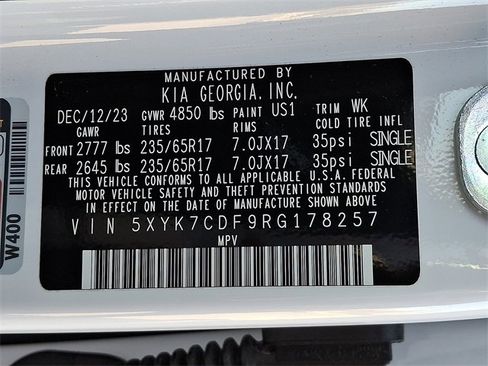 MANUFACTURED BY
KIA GEORGIA, INC.
DEC/12/23 GVWR 4850 lbs PAINT US1 TRIM WK
GAWR TIRES RIMS COLD TIRE INFL
FRONT 2777 lbs 235/65R17 7.0JX17 35psi SINGLE
REAR 2645 lbs 235/65R17 7.0JX17 35psi SINGLE
THIS VEHICLE CONFORMS TO ALL APPLICABLE U.S.A. FEDERAL
MOTOR VEHICLE SAFETY AND THEFT PREVENTION STANDARDS IN EFFECT ON THE DATE OF MANUFACTURE SHOWN ABOVE.
VIN 5XYK7CDF9RG178257
MPV
W400